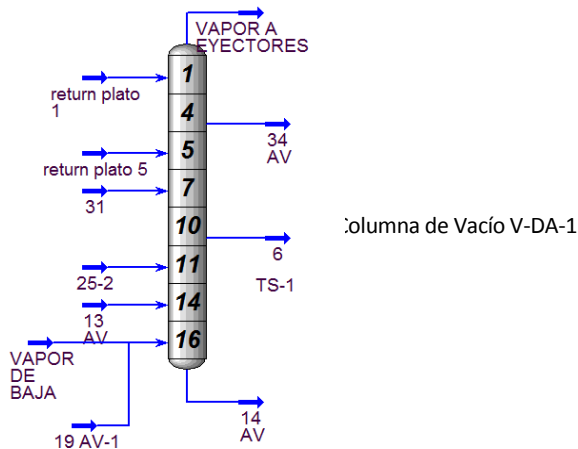 VAPOR A
EYECTORES
1
return plato
1
4
34
AV
5
return plato 5
7
31
Columna de Vacío V-DA-1
10
6
TS-1
11
25-2
14
13
AV
16
VAPOR
DE
BAJA
14
AV
19 AV-1